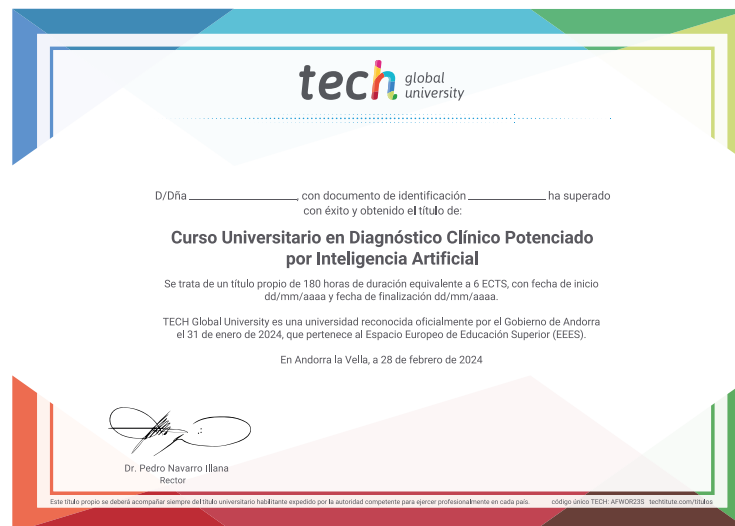 tech global university
D/Dña ____________________, con documento de identificación ______________ ha superado
con éxito y obtenido el título de:
Curso Universitario en Diagnóstico Clínico Potenciado
por Inteligencia Artificial
Se trata de un título propio de 180 horas de duración equivalente a 6 ECTS, con fecha de inicio
dd/mm/aaaa y fecha de finalización dd/mm/aaaa.
TECH Global University es una universidad reconocida oficialmente por el Gobierno de Andorra
el 31 de enero de 2024, que pertenece al Espacio Europeo de Educación Superior (EEES).
En Andorra la Vella, a 28 de febrero de 2024
Dr. Pedro Navarro Illana
Rector
Este título propio se deberá acompañar siempre del título universitario habilitante expedido por la autoridad competente para ejercer profesionalmente en cada país. código único TECH: AFWOR23S techtitute.com/titulos